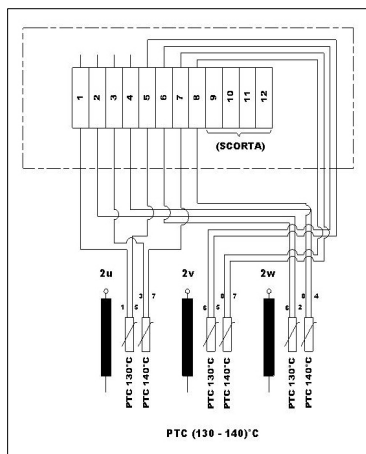 1 2 3 4 5 6 7 8 9 10 11 12
(SCORTA)
2u 2v 2w
1 5 3 7 6 5 8 7 6 2 8 4
PTC 130°C PTC 140°C PTC 130°C PTC 140°C PTC 130°C PTC 140°C
PTC (130 - 140)°C